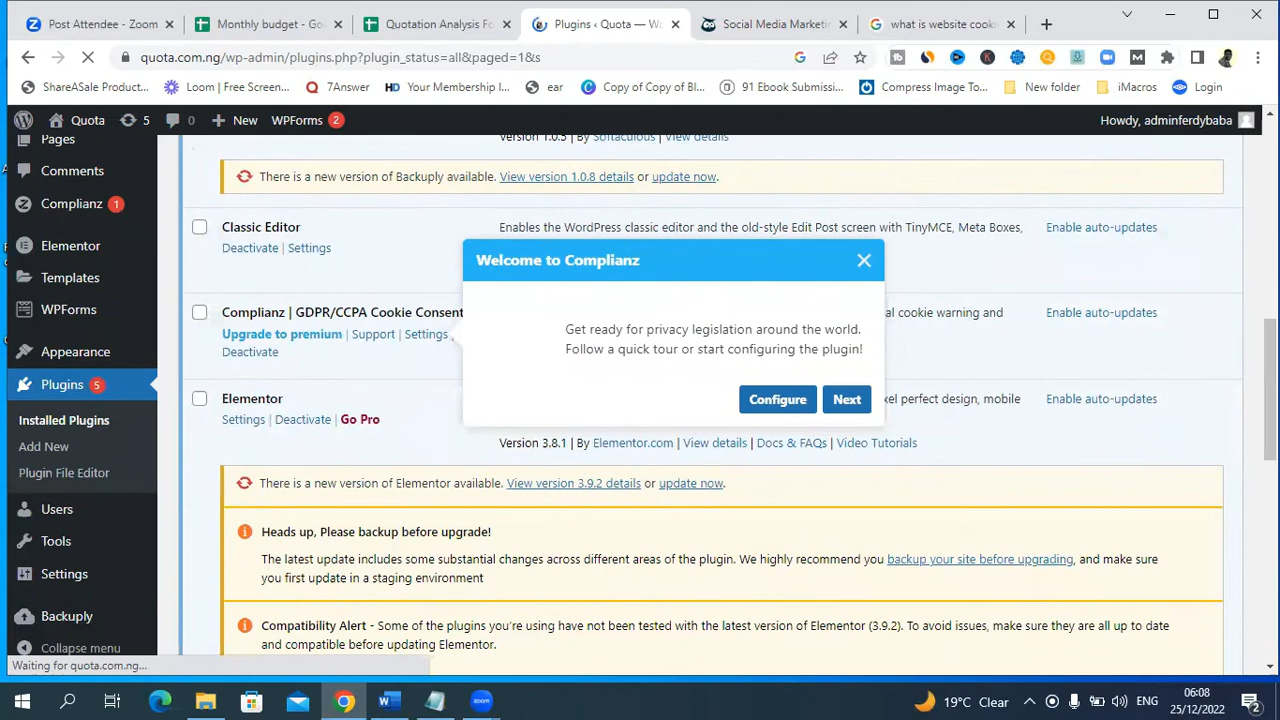 Post Attendee - Zoom
Monthly budget - Go
Quotation Analysis Fo
Plugins ‹ Quota — Wo
Social Media Marketi
what is website cook
quota.com.ng/wp-admin/plugins.php?plugin_status=all&paged=1&s
ShareASale Product...
Loom | Free Screen...
7Answer
Your Membership I...
ear
Copy of Copy of Bl...
91 Ebook Submissi...
Compress Image To...
New folder
iMacros
Login
Quota
5
0
New
WPForms 2
Howdy, adminferdybaba
Pages
Comments
Complianz 1
Elementor
Templates
WPForms
Appearance
Plugins 5
Installed Plugins
Add New
Plugin File Editor
Users
Tools
Settings
Backuply
Collapse menu
Version 1.0.5 | By Softaculous | View details
There is a new version of Backuply available. View version 1.0.8 details or update now.
Classic Editor
Deactivate | Settings
Enables the WordPress classic editor and the old-style Edit Post screen with TinyMCE, Meta Boxes,
Enable auto-updates
Welcome to Complianz
Get ready for privacy legislation around the world.
Follow a quick tour or start configuring the plugin!
Configure
Next
Complianz | GDPR/CCPA Cookie Consent
Upgrade to premium | Support | Settings
Deactivate
al cookie warning and
Enable auto-updates
Elementor
Settings | Deactivate | Go Pro
xel perfect design, mobile
Enable auto-updates
Version 3.8.1 | By Elementor.com | View details | Docs & FAQs | Video Tutorials
There is a new version of Elementor available. View version 3.9.2 details or update now.
Heads up, Please backup before upgrade!
The latest update includes some substantial changes across different areas of the plugin. We highly recommend you backup your site before upgrading, and make sure
you first update in a staging environment
Compatibility Alert - Some of the plugins you're using have not been tested with the latest version of Elementor (3.9.2). To avoid issues, make sure they are all up to date
and compatible before updating Elementor.
Waiting for quota.com.ng...
19°C Clear
ENG
06:08
25/12/2022
2